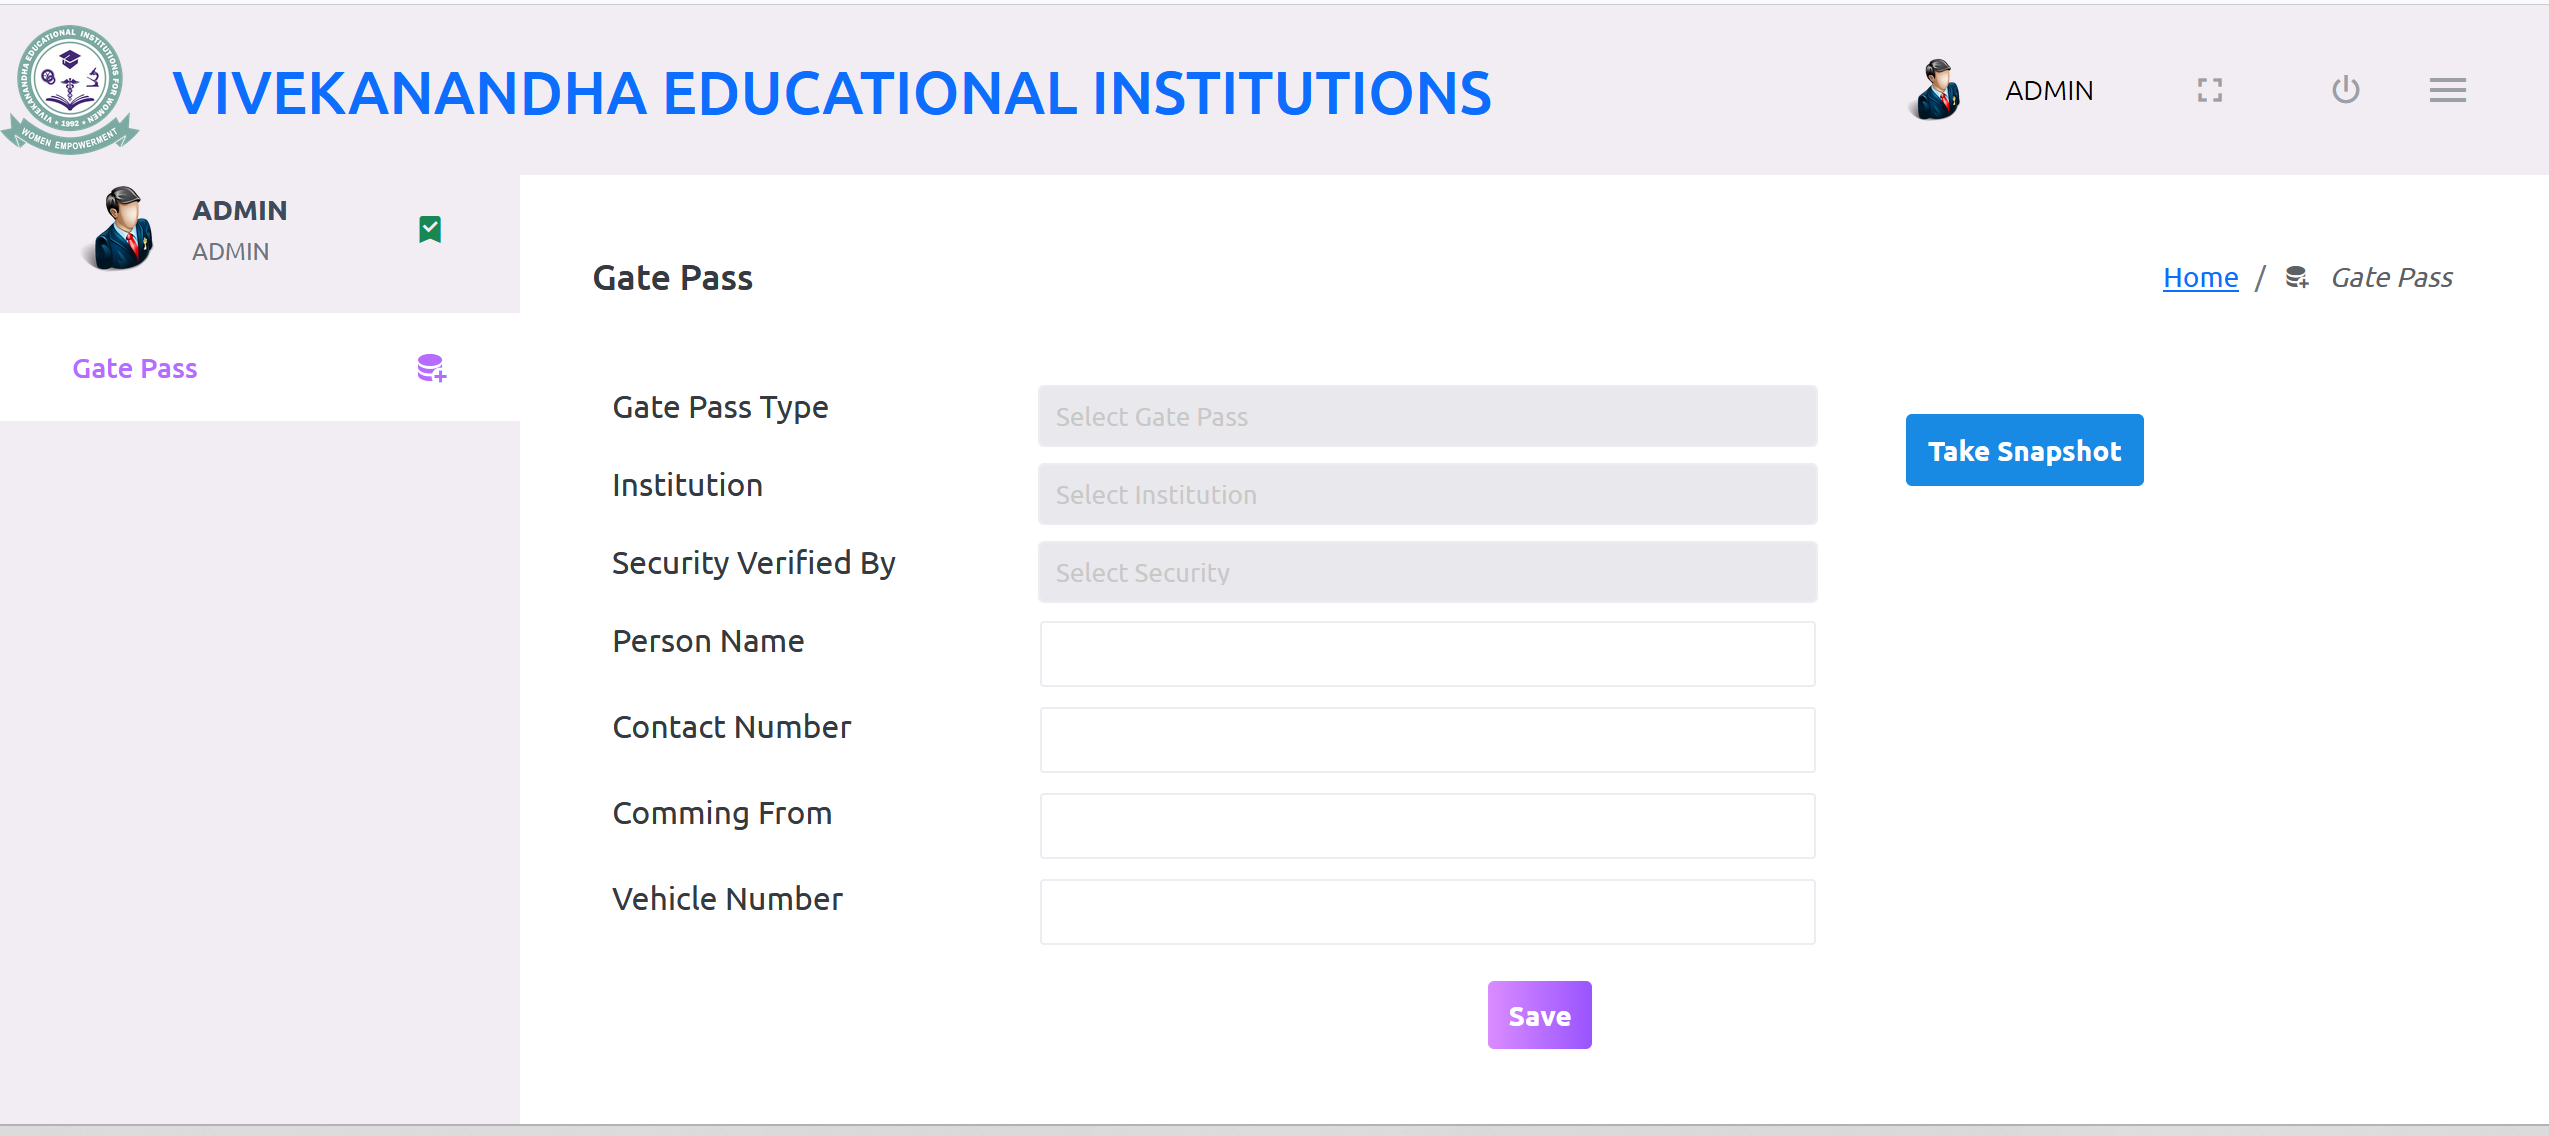 VIVEKANANDHA EDUCATIONAL INSTITUTIONS FOR WOMEN
• 1992 •
WOMEN EMPOWERMENT
VIVEKANANDHA EDUCATIONAL INSTITUTIONS
ADMIN
ADMIN
ADMIN
Gate Pass
Gate Pass
Home / Gate Pass
Gate Pass Type
Select Gate Pass
Take Snapshot
Institution
Select Institution
Security Verified By
Select Security
Person Name
Contact Number
Comming From
Vehicle Number
Save